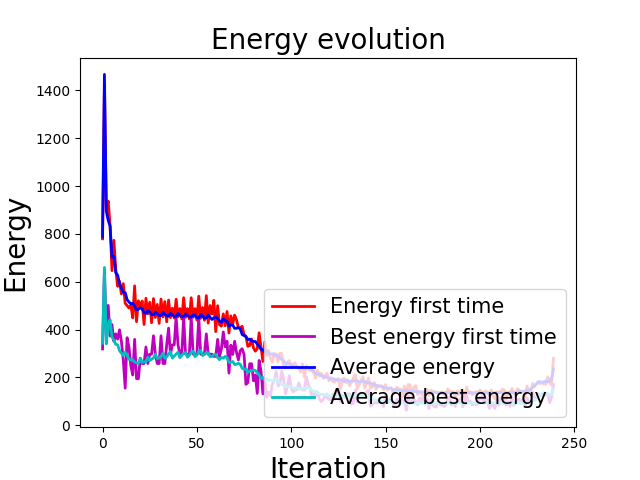 Energy evolution
Energy
1400
1200
1000
800
600
400
200
0
Energy first time
Best energy first time
Average energy
Average best energy
0 50 100 150 200 250
Iteration